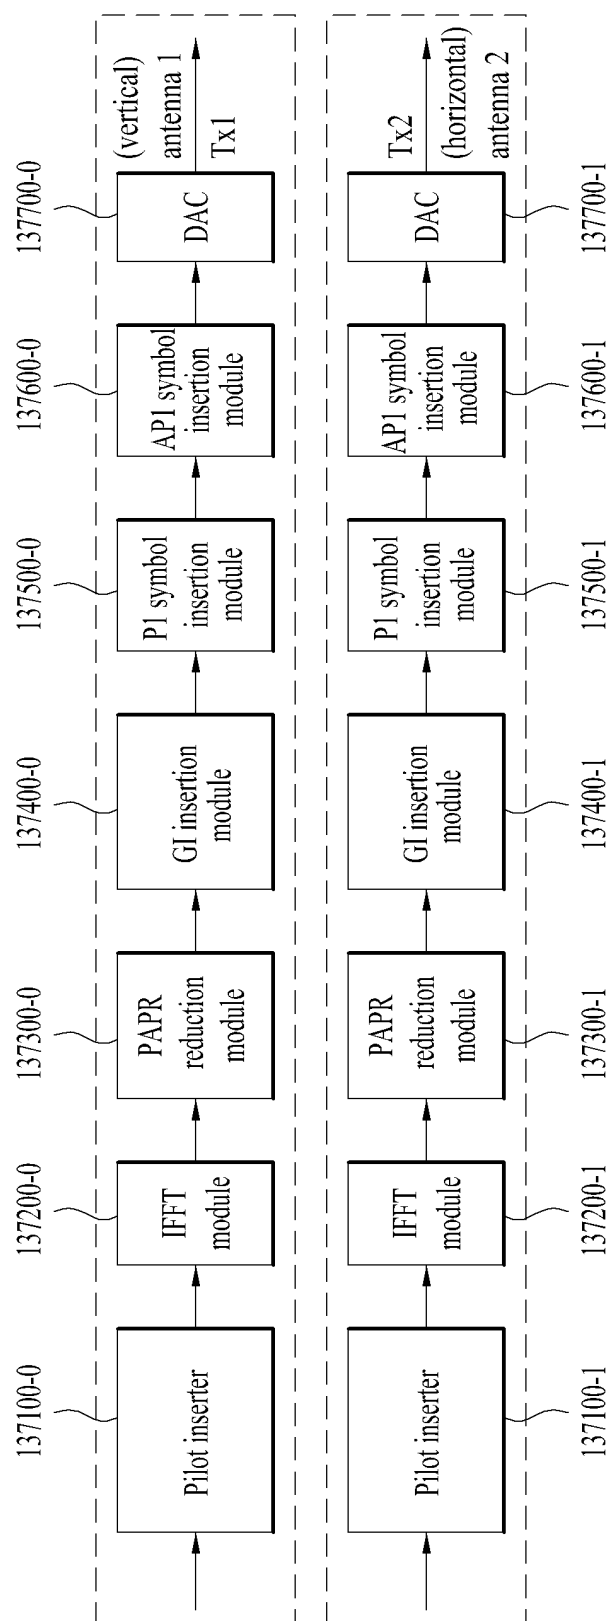 137100-0
137200-0
137300-0
137400-0
137500-0
137600-0
137700-0
Pilot inserter
IFFT
module
PAPR
reduction
module
GI insertion
module
P1 symbol
insertion
module
AP1 symbol
insertion
module
DAC
(vertical)
antenna 1
Tx1
Pilot inserter
IFFT
module
PAPR
reduction
module
GI insertion
module
P1 symbol
insertion
module
AP1 symbol
insertion
module
DAC
Tx2
(horizontal)
antenna 2
137100-1
137200-1
137300-1
137400-1
137500-1
137600-1
137700-1